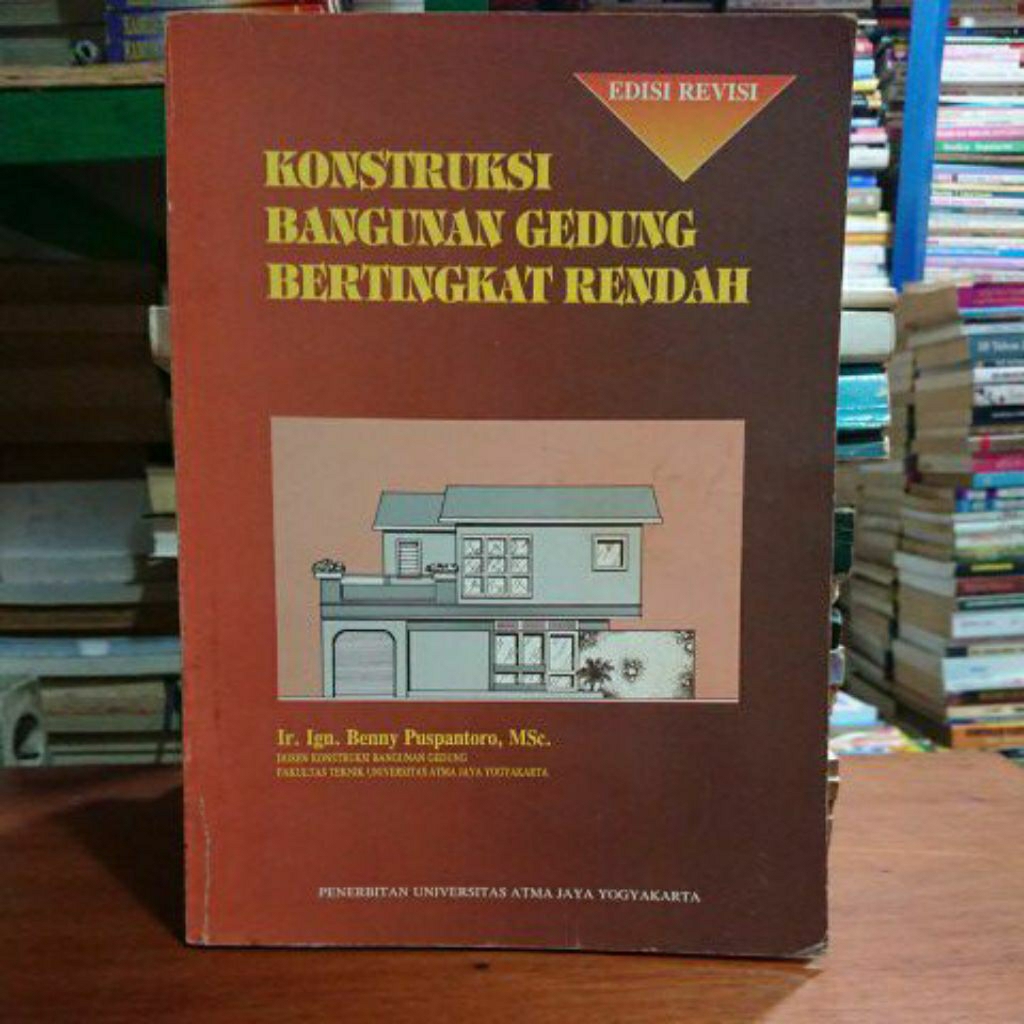 EDISI REVISI
KONSTRUKSI
BANGUNAN GEDUNG
BERTINGKAT RENDAH
Ir. Ign. Benny Puspantoro, MSc.
DOSEN KONSTRUKSI BANGUNAN GEDUNG
FAKULTAS TEKNIK UNIVERSITAS ATMA JAYA YOGYAKARTA
PENERBITAN UNIVERSITAS ATMA JAYA YOGYAKARTA